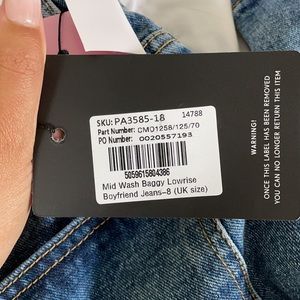 SKU: PA3585-18 14788
Part Number: CMO1258/125/70
PO Number: 0020557193
5059615804386
Mid Wash Baggy Lowrise
Boyfriend Jeans-8 (UK size)
WARNING!
ONCE THIS LABEL HAS BEEN REMOVED
YOU CAN NO LONGER RETURN THIS ITEM